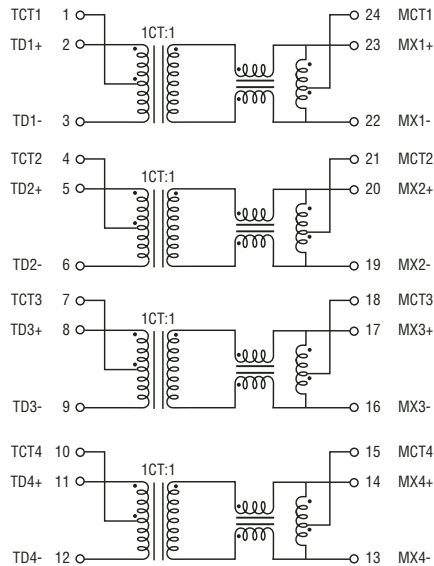 TCT1 1 24 MCT1
1CT:1
TD1+ 2 23 MX1+
TD1- 3 22 MX1-
TCT2 4 21 MCT2
1CT:1
TD2+ 5 20 MX2+
TD2- 6 19 MX2-
TCT3 7 18 MCT3
1CT:1
TD3+ 8 17 MX3+
TD3- 9 16 MX3-
TCT4 10 15 MCT4
1CT:1
TD4+ 11 14 MX4+
TD4- 12 13 MX4-